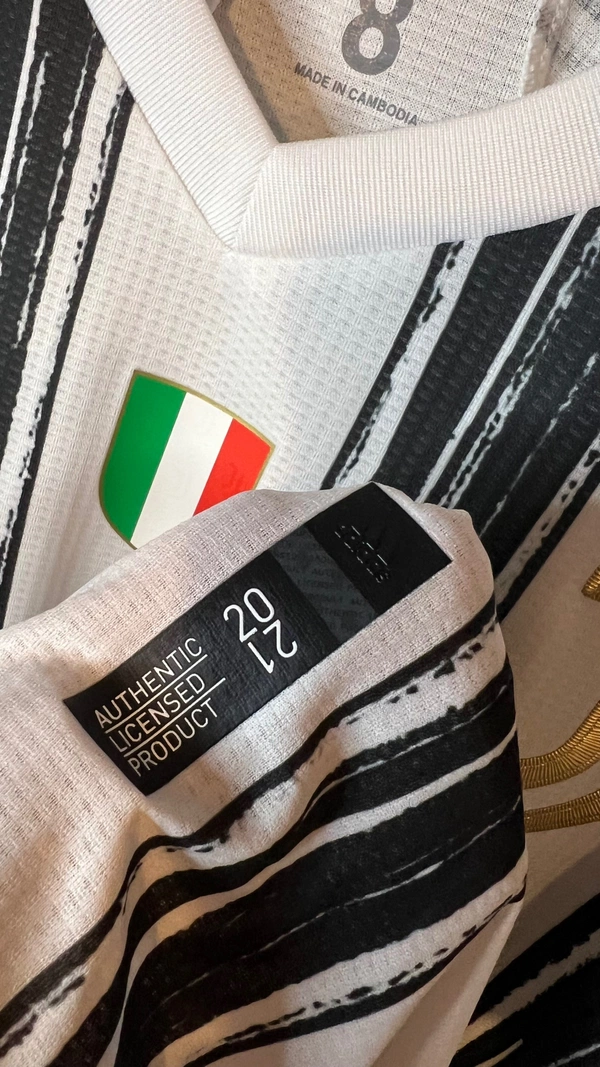 8
MADE IN CAMBODIA
20
21
AUTHENTIC
LICENSED
PRODUCT